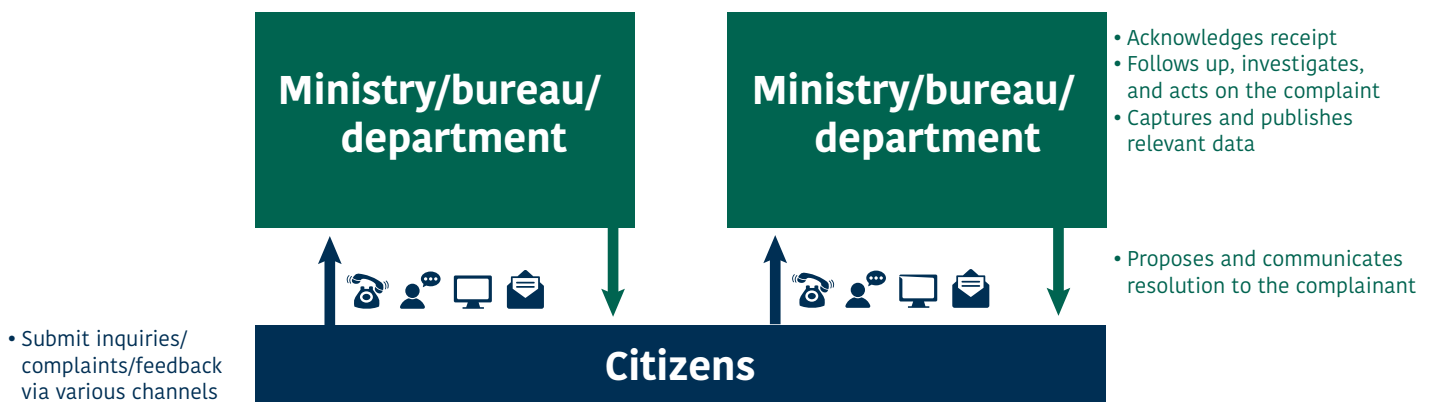 Ministry/bureau/
department
Ministry/bureau/
department
• Acknowledges receipt
• Follows up, investigates,
and acts on the complaint
• Captures and publishes
relevant data
• Proposes and communicates
resolution to the complainant
• Submit inquiries/
complaints/feedback
via various channels
Citizens